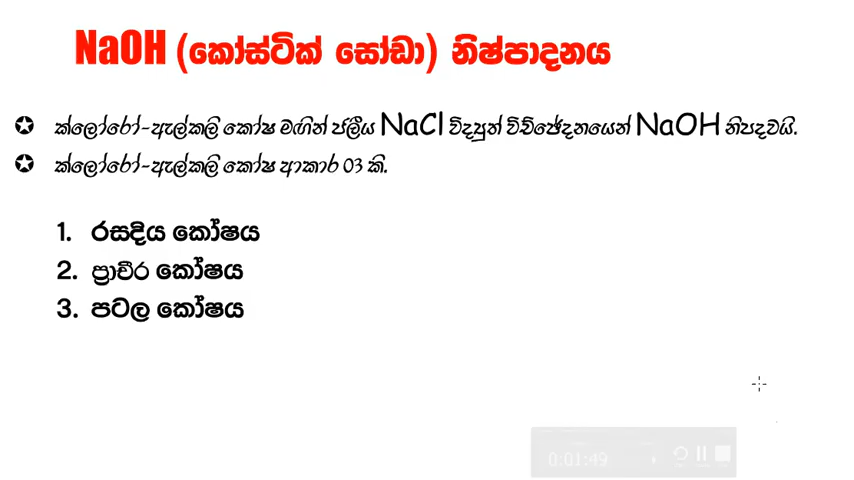 NaOH (කෝස්ටික් සෝඩා) නිෂ්පාදනය
✪ ක්ලෝරෝ-ඇල්කලි කෝෂ මඟින් ජලීය NaCl විද්‍යුත් විච්ඡේදනයෙන් NaOH නිපදවයි.
✪ ක්ලෝරෝ-ඇල්කලි කෝෂ ආකාර 03 කි.
1. රසදිය කෝෂය
2. ප්‍රාචීර කෝෂය
3. පටල කෝෂය
0:01:49